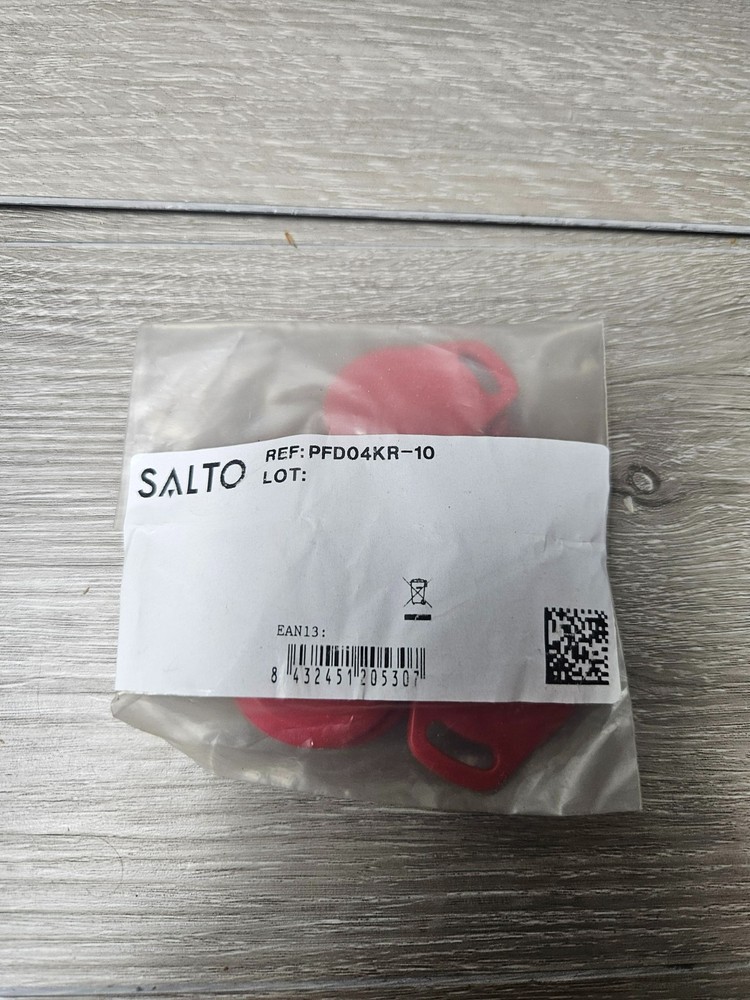 SALTO
REF: PFD04KR-10
LOT:
EAN13:
8 432451 205307